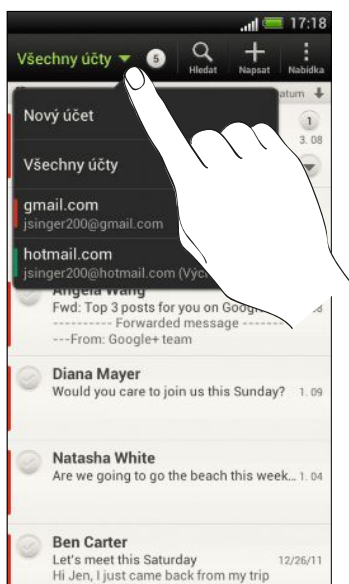 17:18
Všechny účty 5 Hledat Napsat Nabídka
atum
Nový účet
1
3. 08
Všechny účty
gmail.com
jsinger200@gmail.com
hotmail.com
jsinger200@hotmail.com (Výc
Angela Wang
Fwd: Top 3 posts for you on Goog
---------- Forwarded message -------
---From: Google+ team
Diana Mayer
Would you care to join us this Sunday? 1. 09
Natasha White
Are we going to go the beach this week... 1. 04
Ben Carter
Let's meet this Saturday 12/26/11
Hi Jen, I just came back from my trip